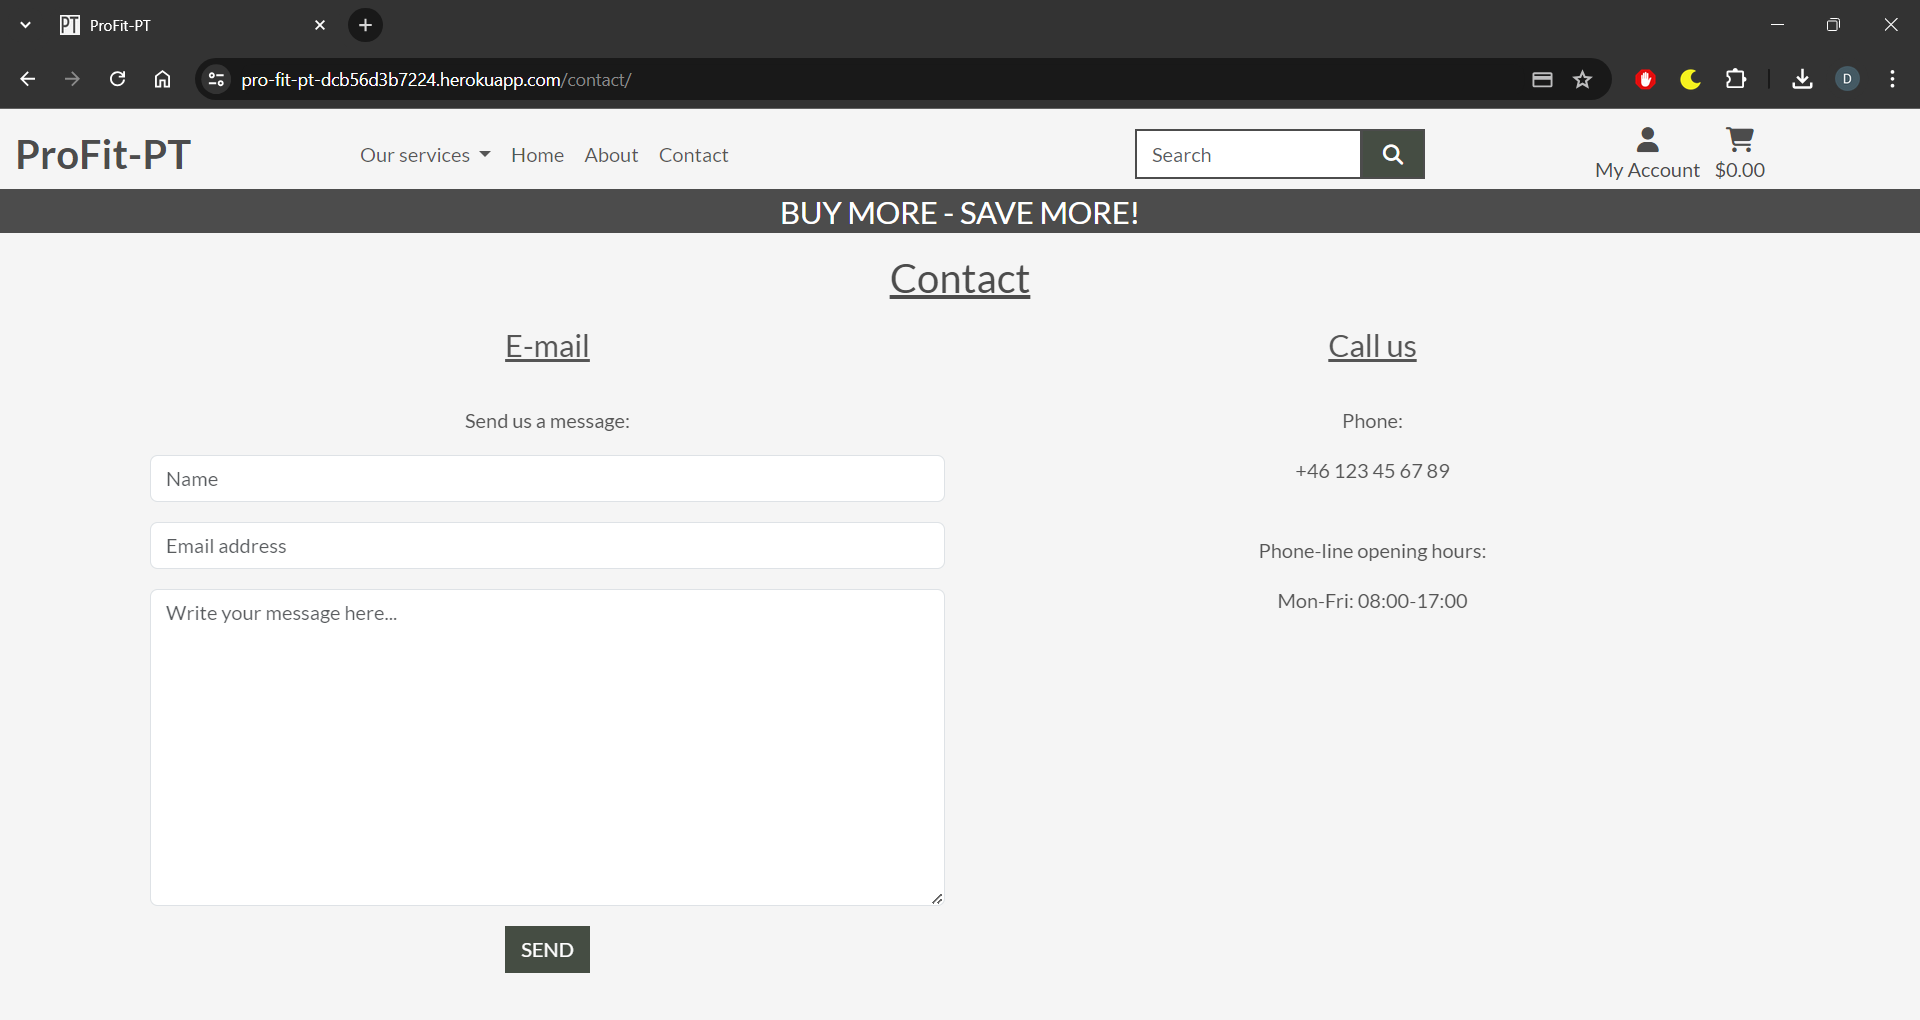 PT ProFit-PT
pro-fit-pt-dcb56d3b7224.herokuapp.com/contact/
D
ProFit-PT
Our services Home About Contact
Search
My Account $0.00
BUY MORE - SAVE MORE!
Contact
E-mail
Send us a message:
Name
Email address
Write your message here...
SEND
Call us
Phone:
+46 123 45 67 89
Phone-line opening hours:
Mon-Fri: 08:00-17:00